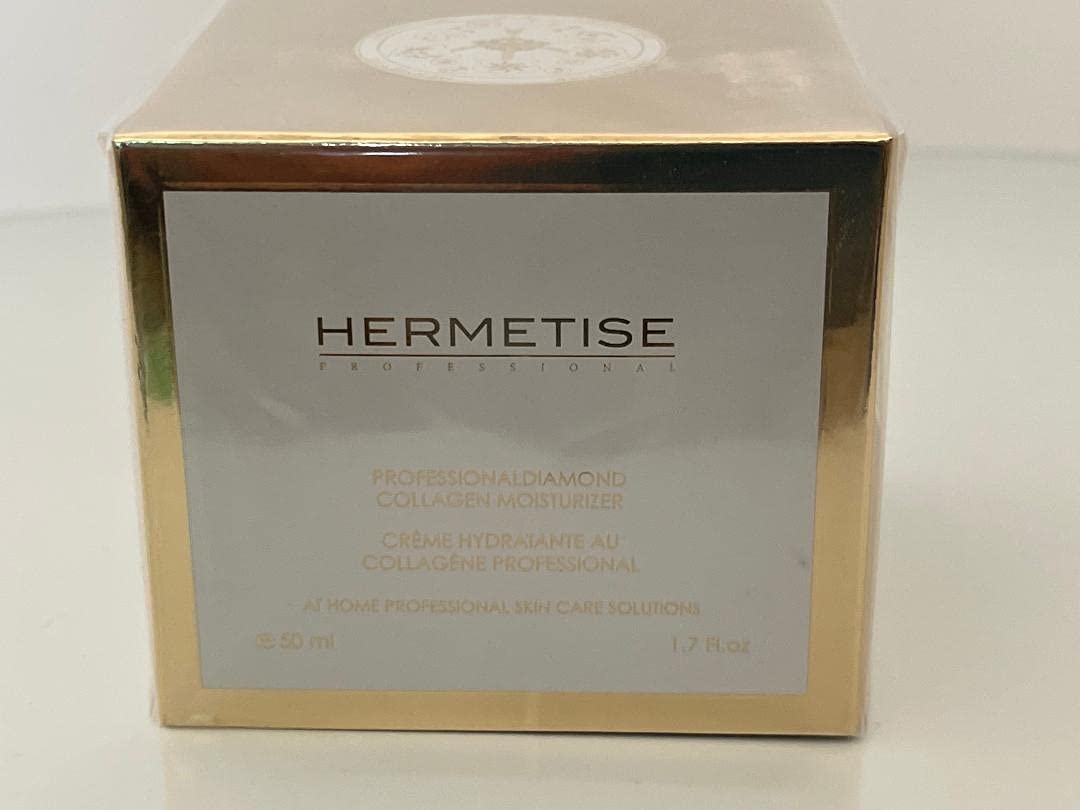 HERMETISE
PROFESSIONAL
PROFESSIONALDIAMOND
COLLAGEN MOISTURIZER
CRÈME HYDRATANTE AU
COLLAGÉNE PROFESSIONAL
AT HOME PROFESSIONAL SKIN CARE SOLUTIONS
℮ 50 ml 1.7 Fl.oz